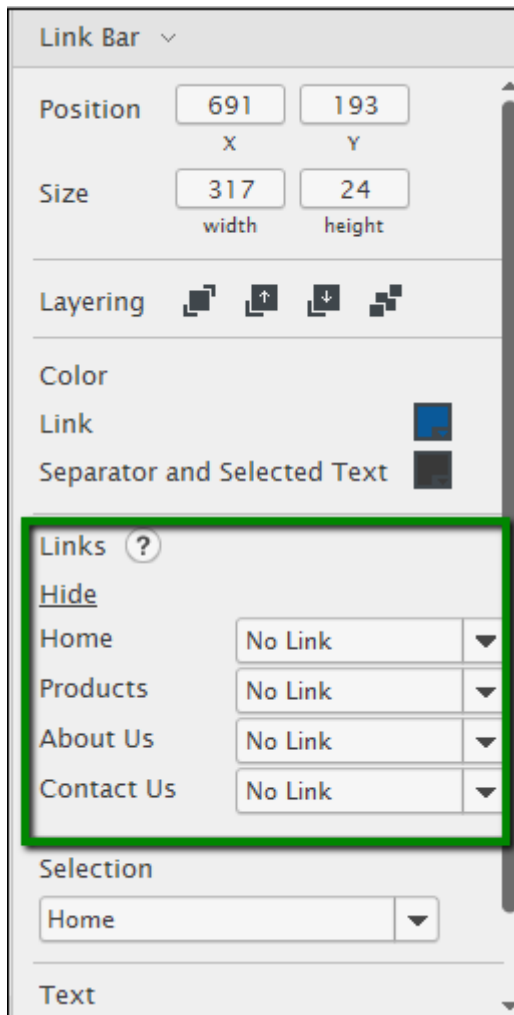 Link Bar
Position 691 193
X Y
Size 317 24
width height
Layering
Color
Link
Separator and Selected Text
Links ?
Hide
Home No Link
Products No Link
About Us No Link
Contact Us No Link
Selection
Home
Text